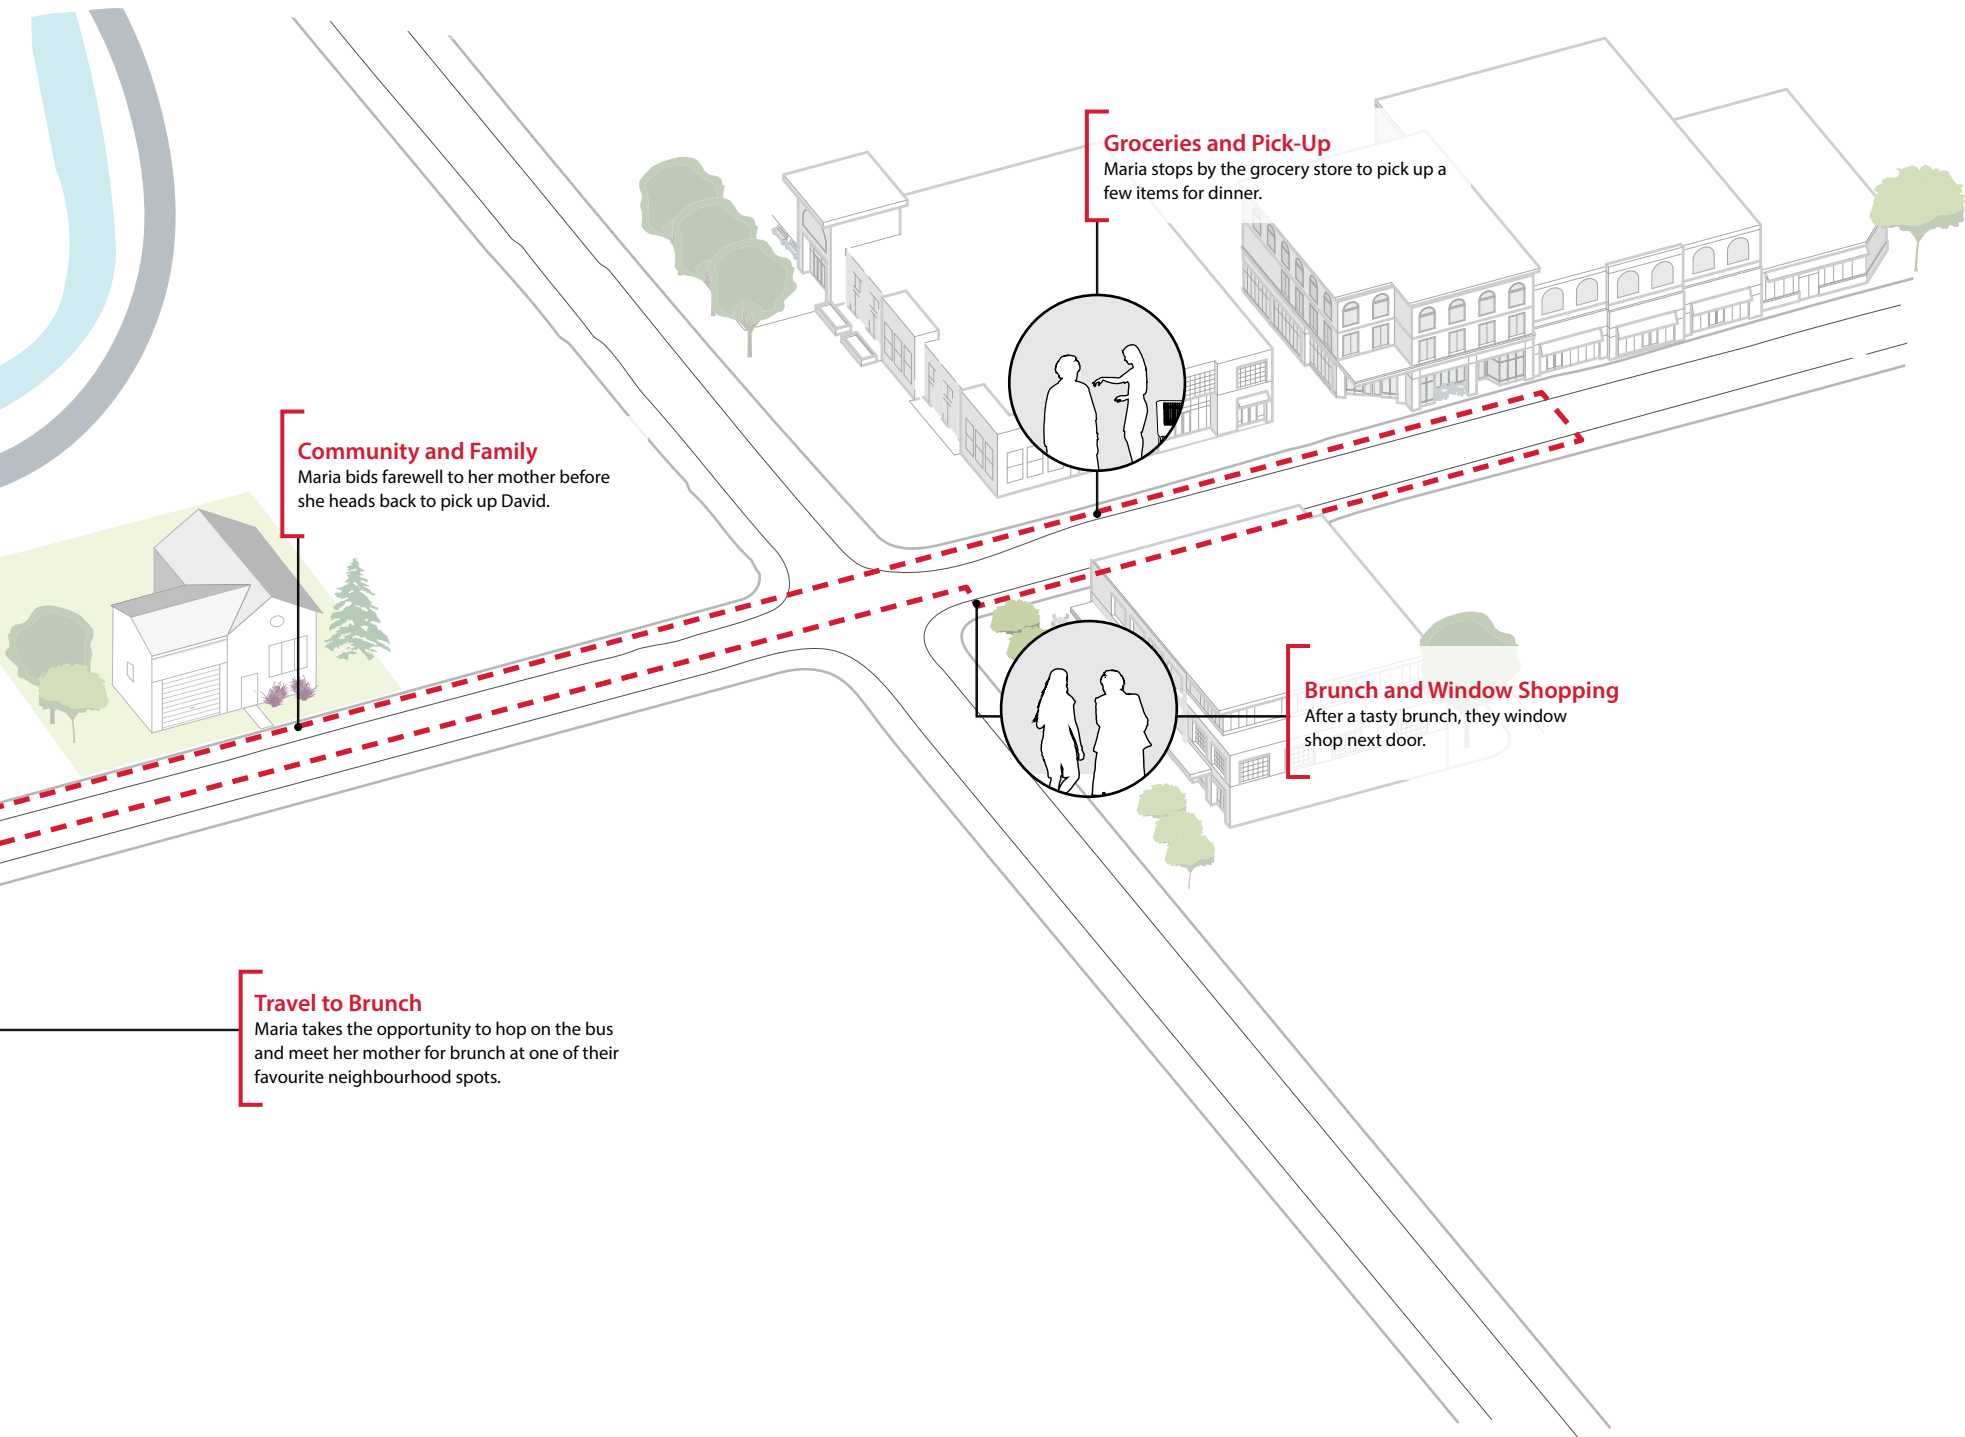 Groceries and Pick-Up
Maria stops by the grocery store to pick up a
few items for dinner.
Community and Family
Maria bids farewell to her mother before
she heads back to pick up David.
Brunch and Window Shopping
After a tasty brunch, they window
shop next door.
Travel to Brunch
Maria takes the opportunity to hop on the bus
and meet her mother for brunch at one of their
favourite neighbourhood spots.